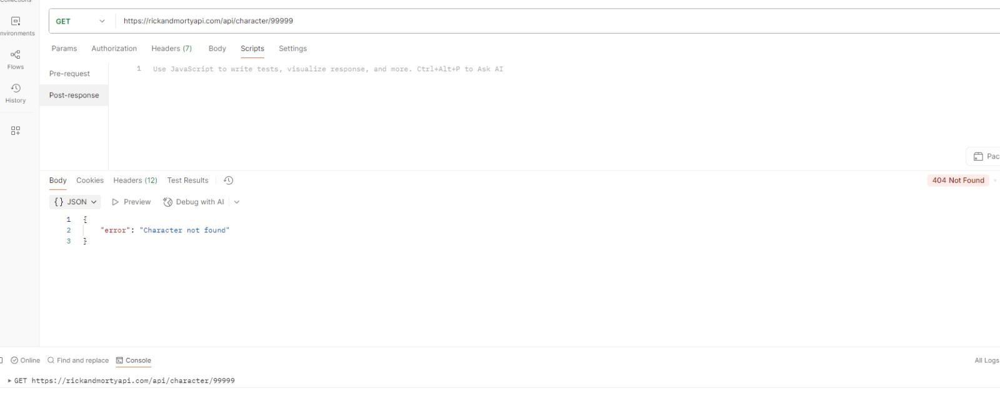 GET https://rickandmortyapi.com/api/character/99999
Flows
History
Params Authorization Headers (7) Body Scripts Settings
Pre-request
Post-response
1 Use JavaScript to write tests, visualize response, and more. Ctrl+Alt+P to Ask AI
Body Cookies Headers (12) Test Results 404 Not Found
{} JSON Preview Debug with AI
1 {
2 "error": "Character not found"
3 }
Online Find and replace Console All Logs
GET https://rickandmortyapi.com/api/character/99999